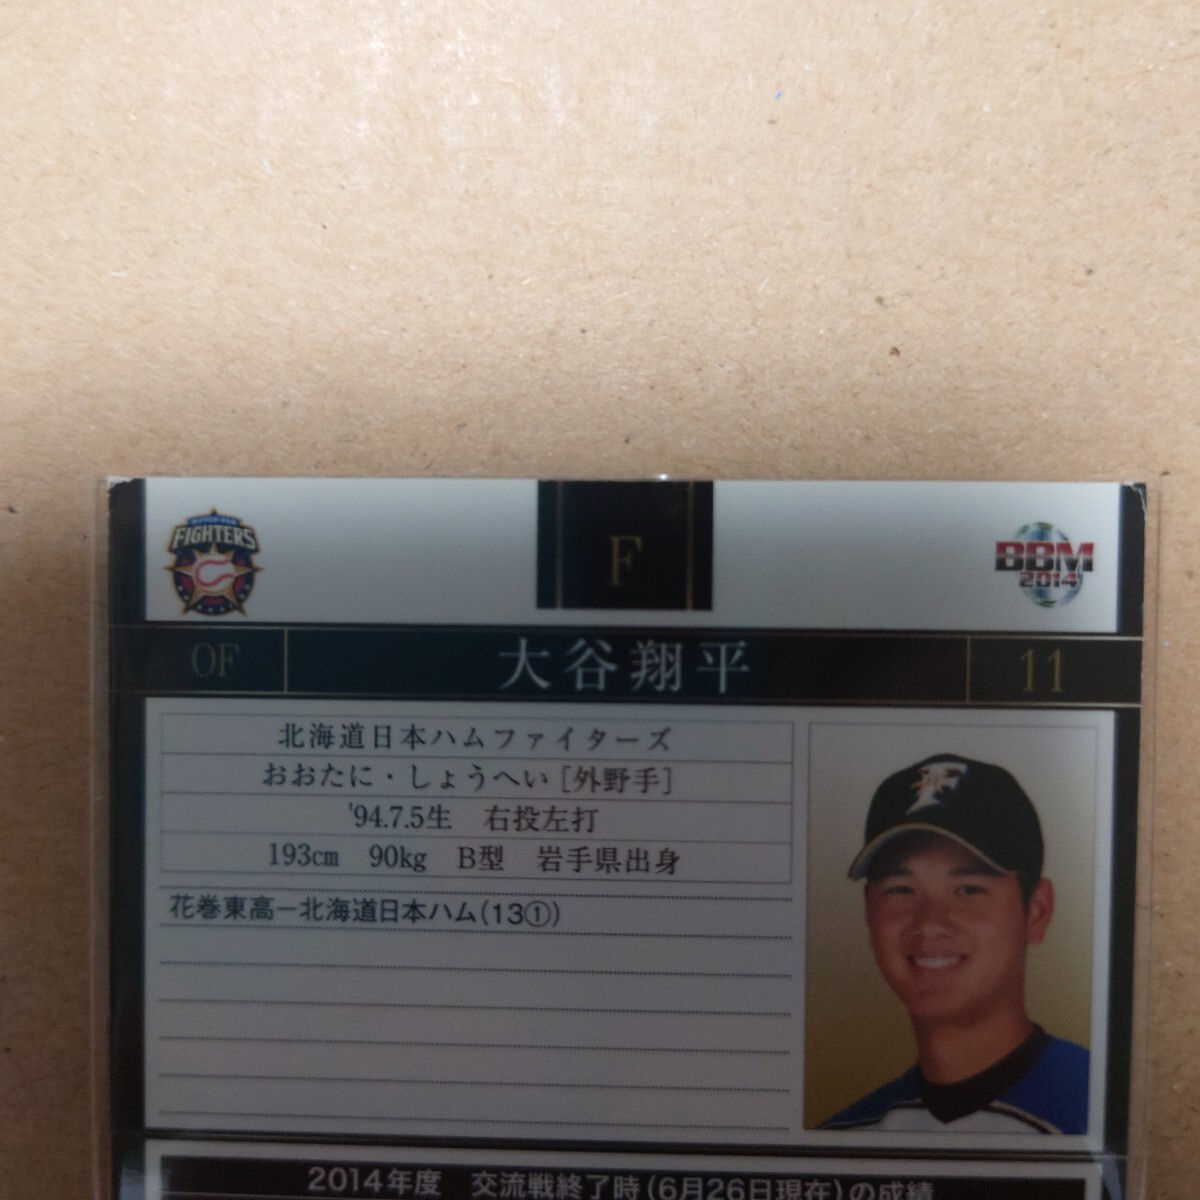 FIGHTERS
F
BBM
2014
OF
大谷翔平
11
北海道日本ハムファイターズ
おおたに・しょうへい [外野手]
'94.7.5生 右投左打
193cm 90kg B型 岩手県出身
花巻東高－北海道日本ハム(13①)
2014年度 交流戦終了時(6月26日現在)の成績